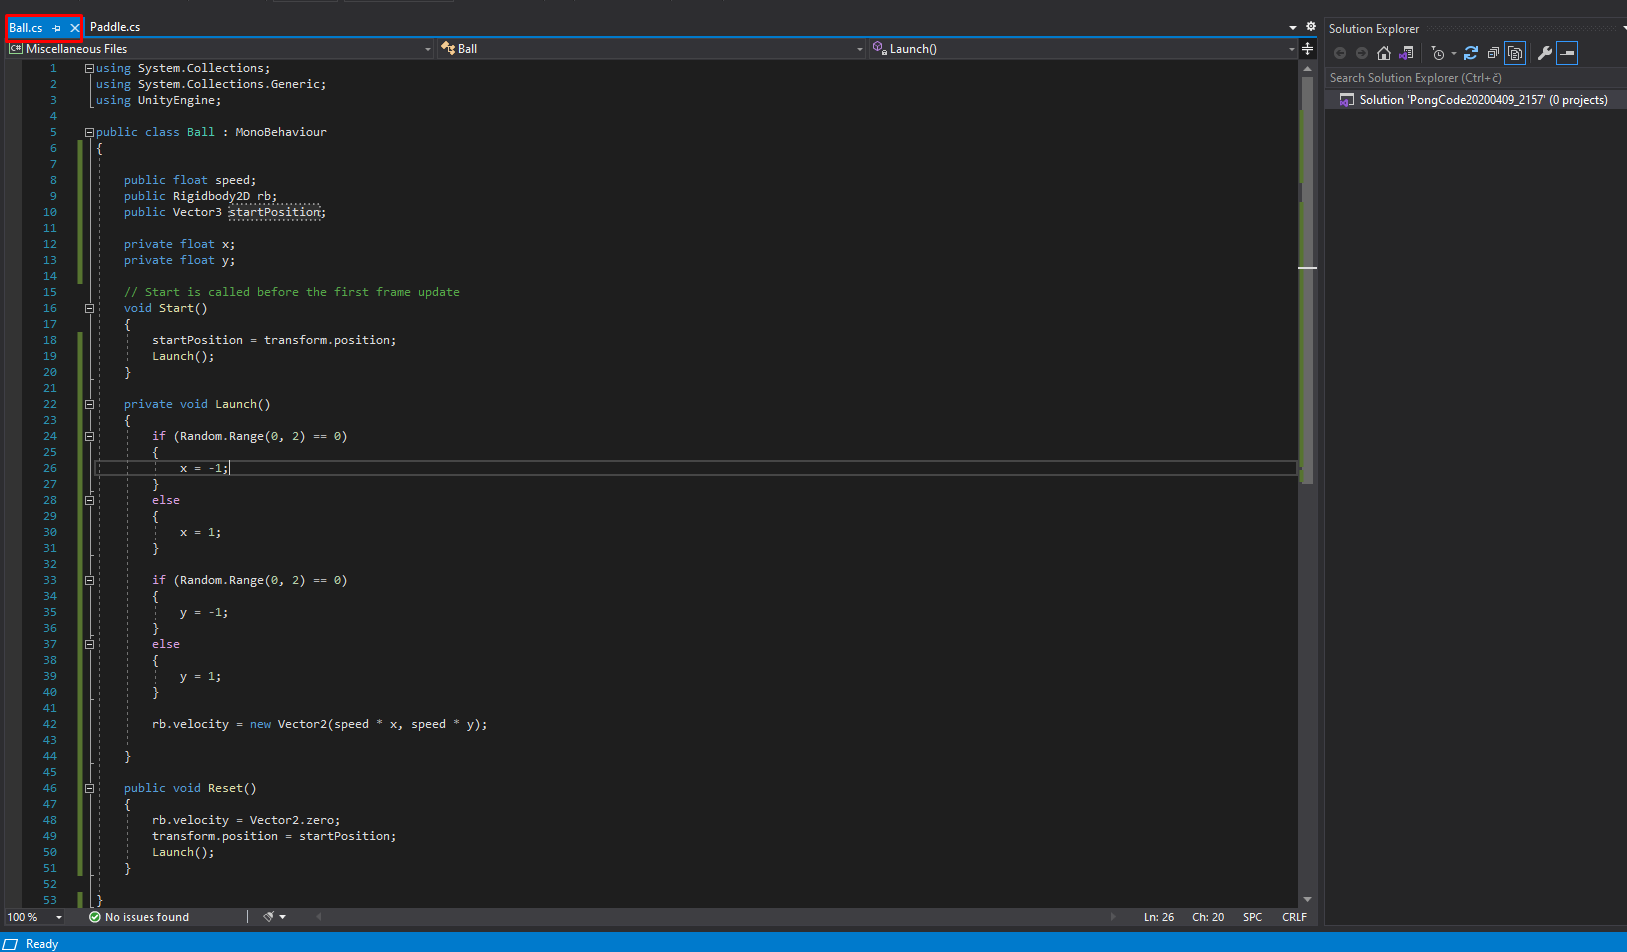 Ball.cs
Paddle.cs
C# Miscellaneous Files
Ball
Launch()
1 using System.Collections;
2 using System.Collections.Generic;
3 using UnityEngine;
4
5 public class Ball : MonoBehaviour
6 {
7
8 public float speed;
9 public Rigidbody2D rb;
10 public Vector3 startPosition;
11
12 private float x;
13 private float y;
14
15 // Start is called before the first frame update
16 void Start()
17 {
18 startPosition = transform.position;
19 Launch();
20 }
21
22 private void Launch()
23 {
24 if (Random.Range(0, 2) == 0)
25 {
26 x = -1;
27 }
28 else
29 {
30 x = 1;
31 }
32
33 if (Random.Range(0, 2) == 0)
34 {
35 y = -1;
36 }
37 else
38 {
39 y = 1;
40 }
41
42 rb.velocity = new Vector2(speed * x, speed * y);
43
44 }
45
46 public void Reset()
47 {
48 rb.velocity = Vector2.zero;
49 transform.position = startPosition;
50 Launch();
51 }
52
53 }
100 %
No issues found
Ln: 26 Ch: 20 SPC CRLF
Ready
Solution Explorer
Search Solution Explorer (Ctrl+č)
Solution 'PongCode20200409_2157' (0 projects)